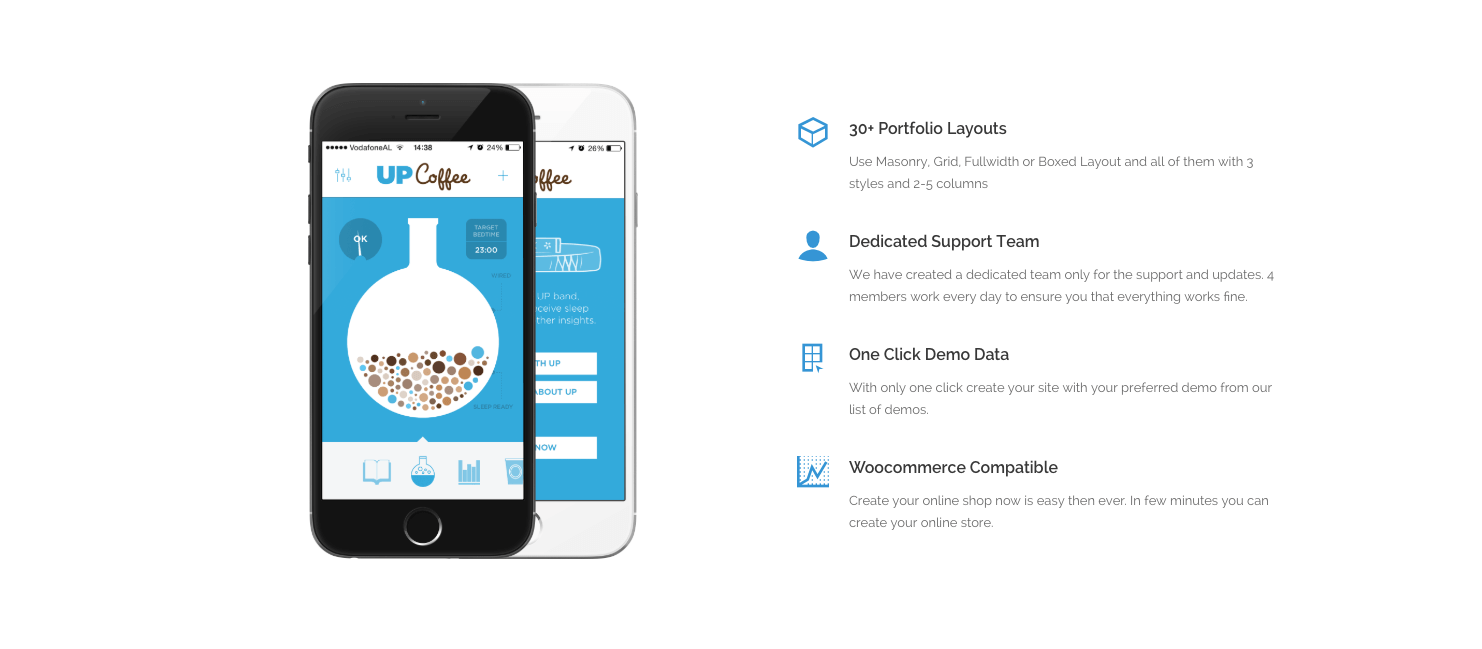 VodafoneAL 14:38 24%
UP Coffee
OK
TARGET
BEDTIME
23:00
WIRED
SLEEP READY
26%
UP band,
ther insights.
TH UP
ABOUT UP
NOW
30+ Portfolio Layouts
Use Masonry, Grid, Fullwidth or Boxed Layout and all of them with 3
styles and 2-5 columns
Dedicated Support Team
We have created a dedicated team only for the support and updates. 4
members work every day to ensure you that everything works fine.
One Click Demo Data
With only one click create your site with your preferred demo from our
list of demos.
Woocommerce Compatible
Create your online shop now is easy then ever. In few minutes you can
create your online store.